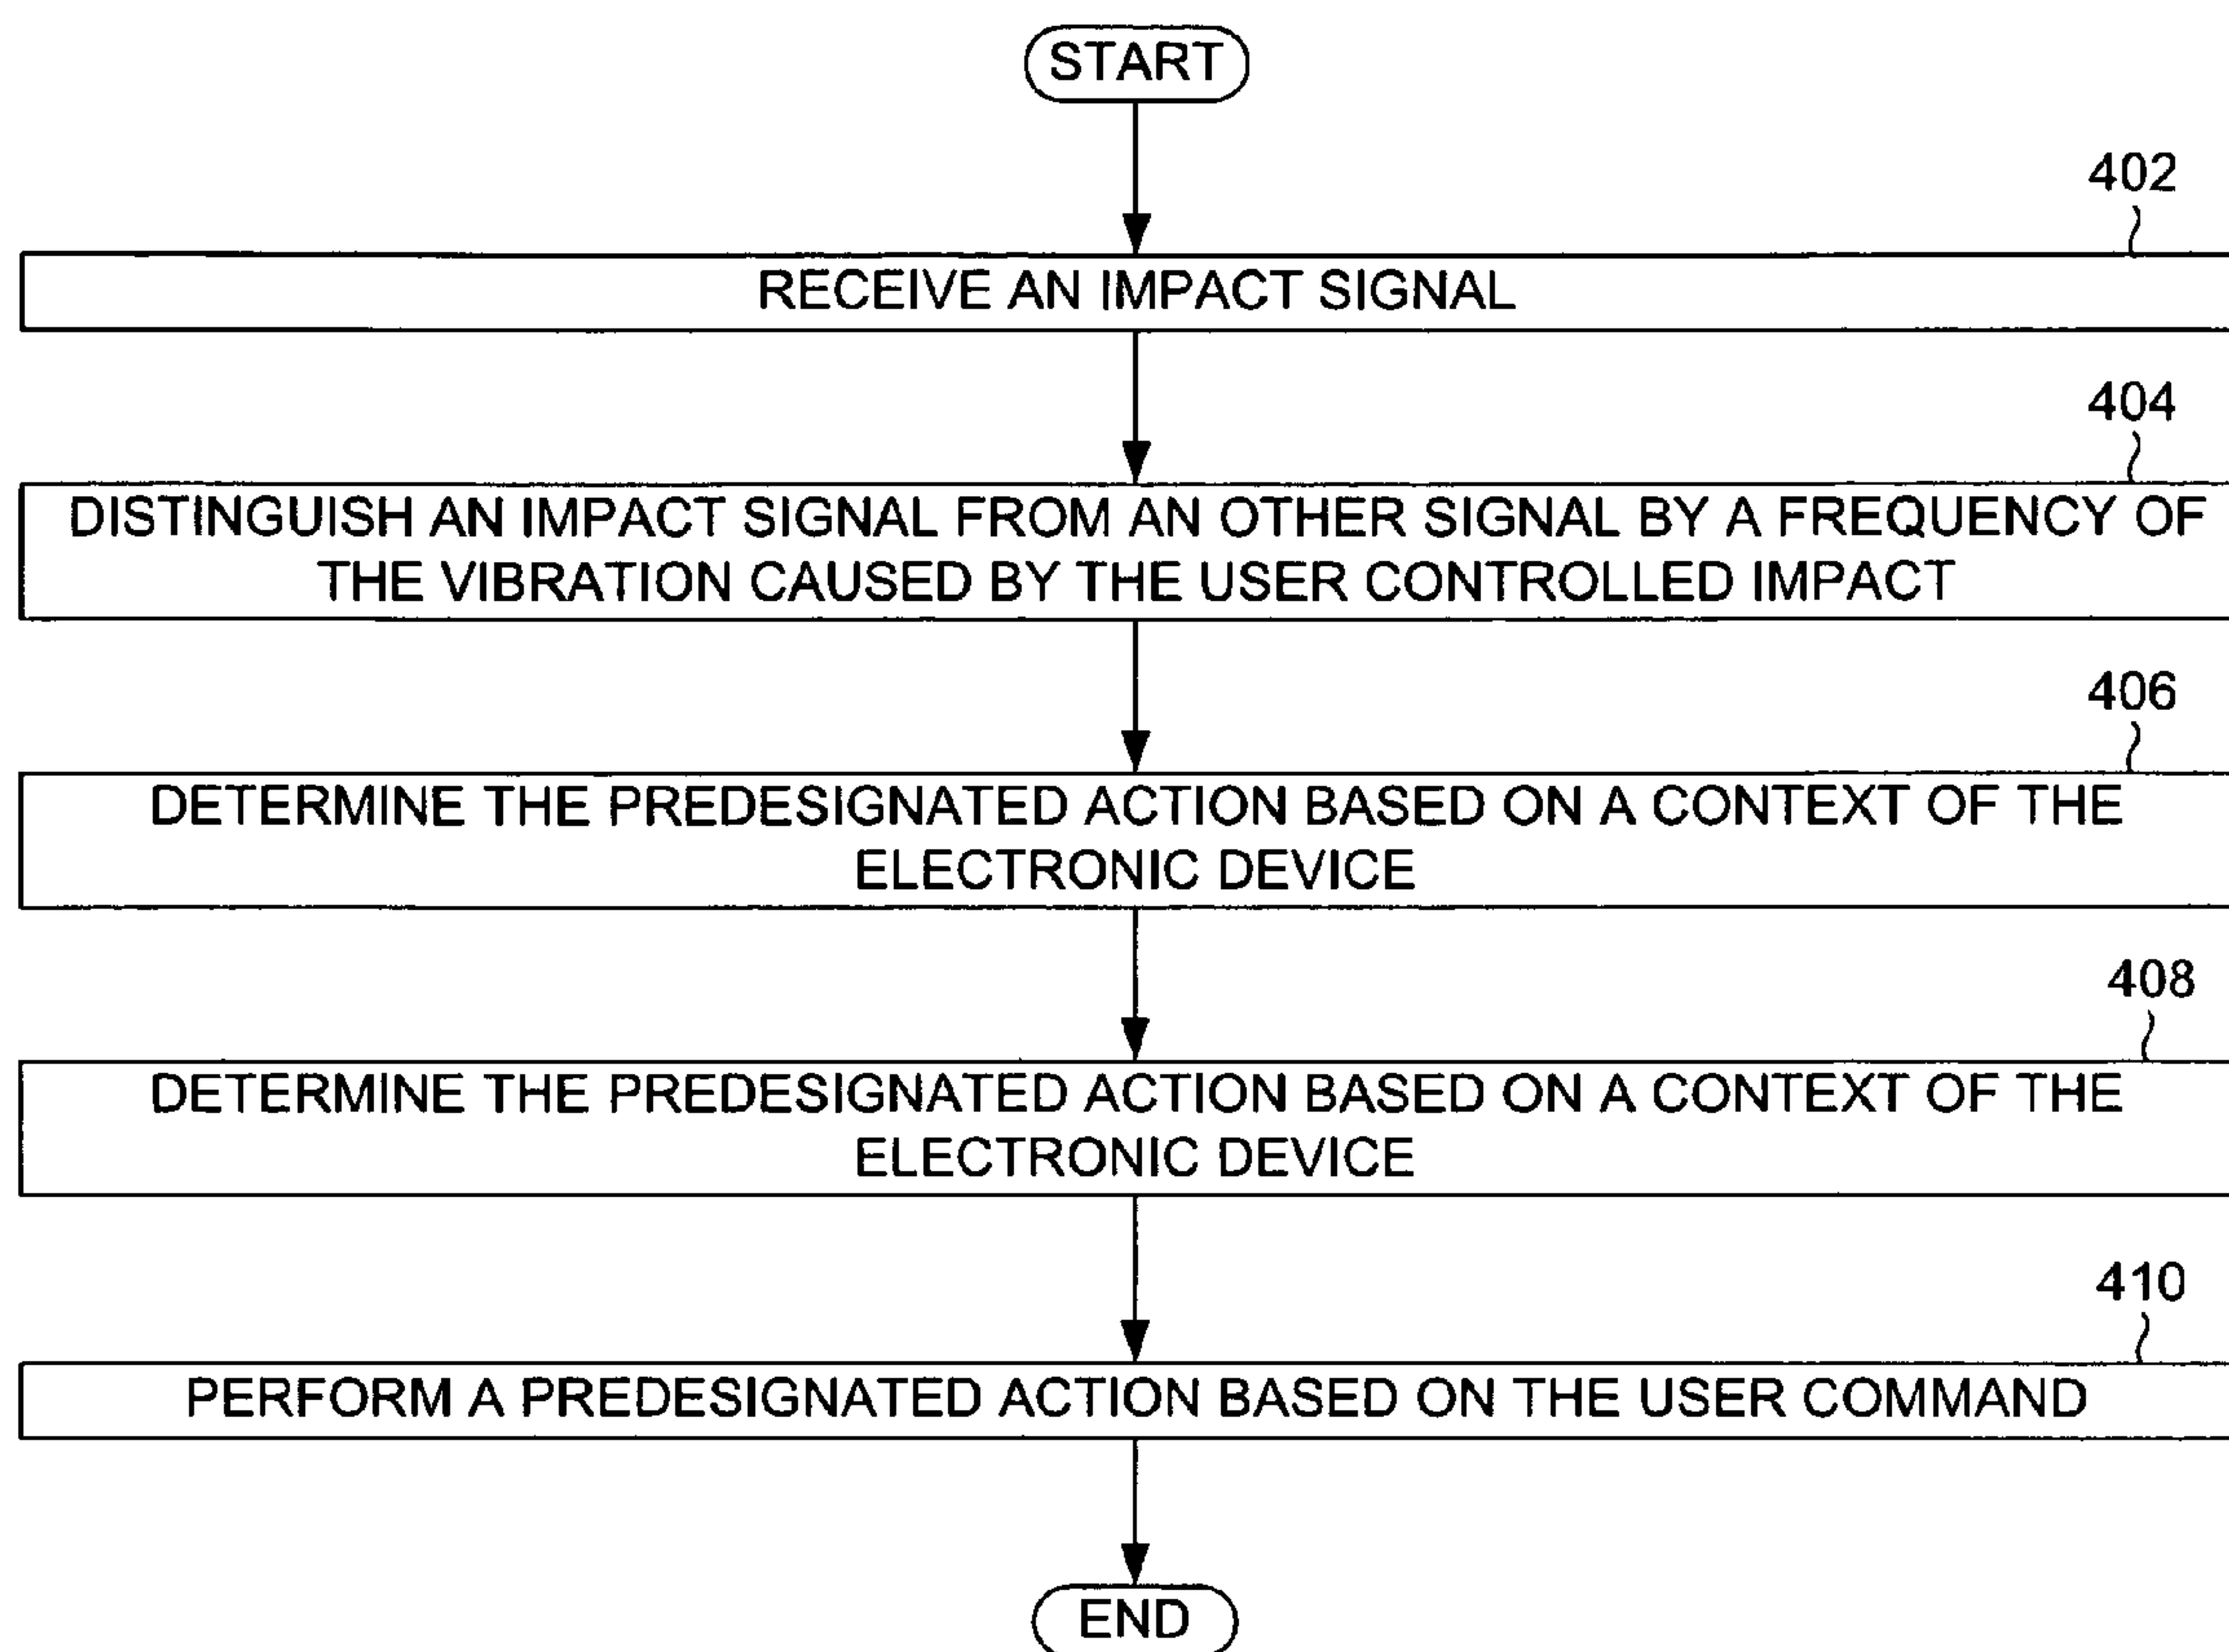 START
402
RECEIVE AN IMPACT SIGNAL
404
DISTINGUISH AN IMPACT SIGNAL FROM AN OTHER SIGNAL BY A FREQUENCY OF
THE VIBRATION CAUSED BY THE USER CONTROLLED IMPACT
406
DETERMINE THE PREDESIGNATED ACTION BASED ON A CONTEXT OF THE
ELECTRONIC DEVICE
408
DETERMINE THE PREDESIGNATED ACTION BASED ON A CONTEXT OF THE
ELECTRONIC DEVICE
410
PERFORM A PREDESIGNATED ACTION BASED ON THE USER COMMAND
END